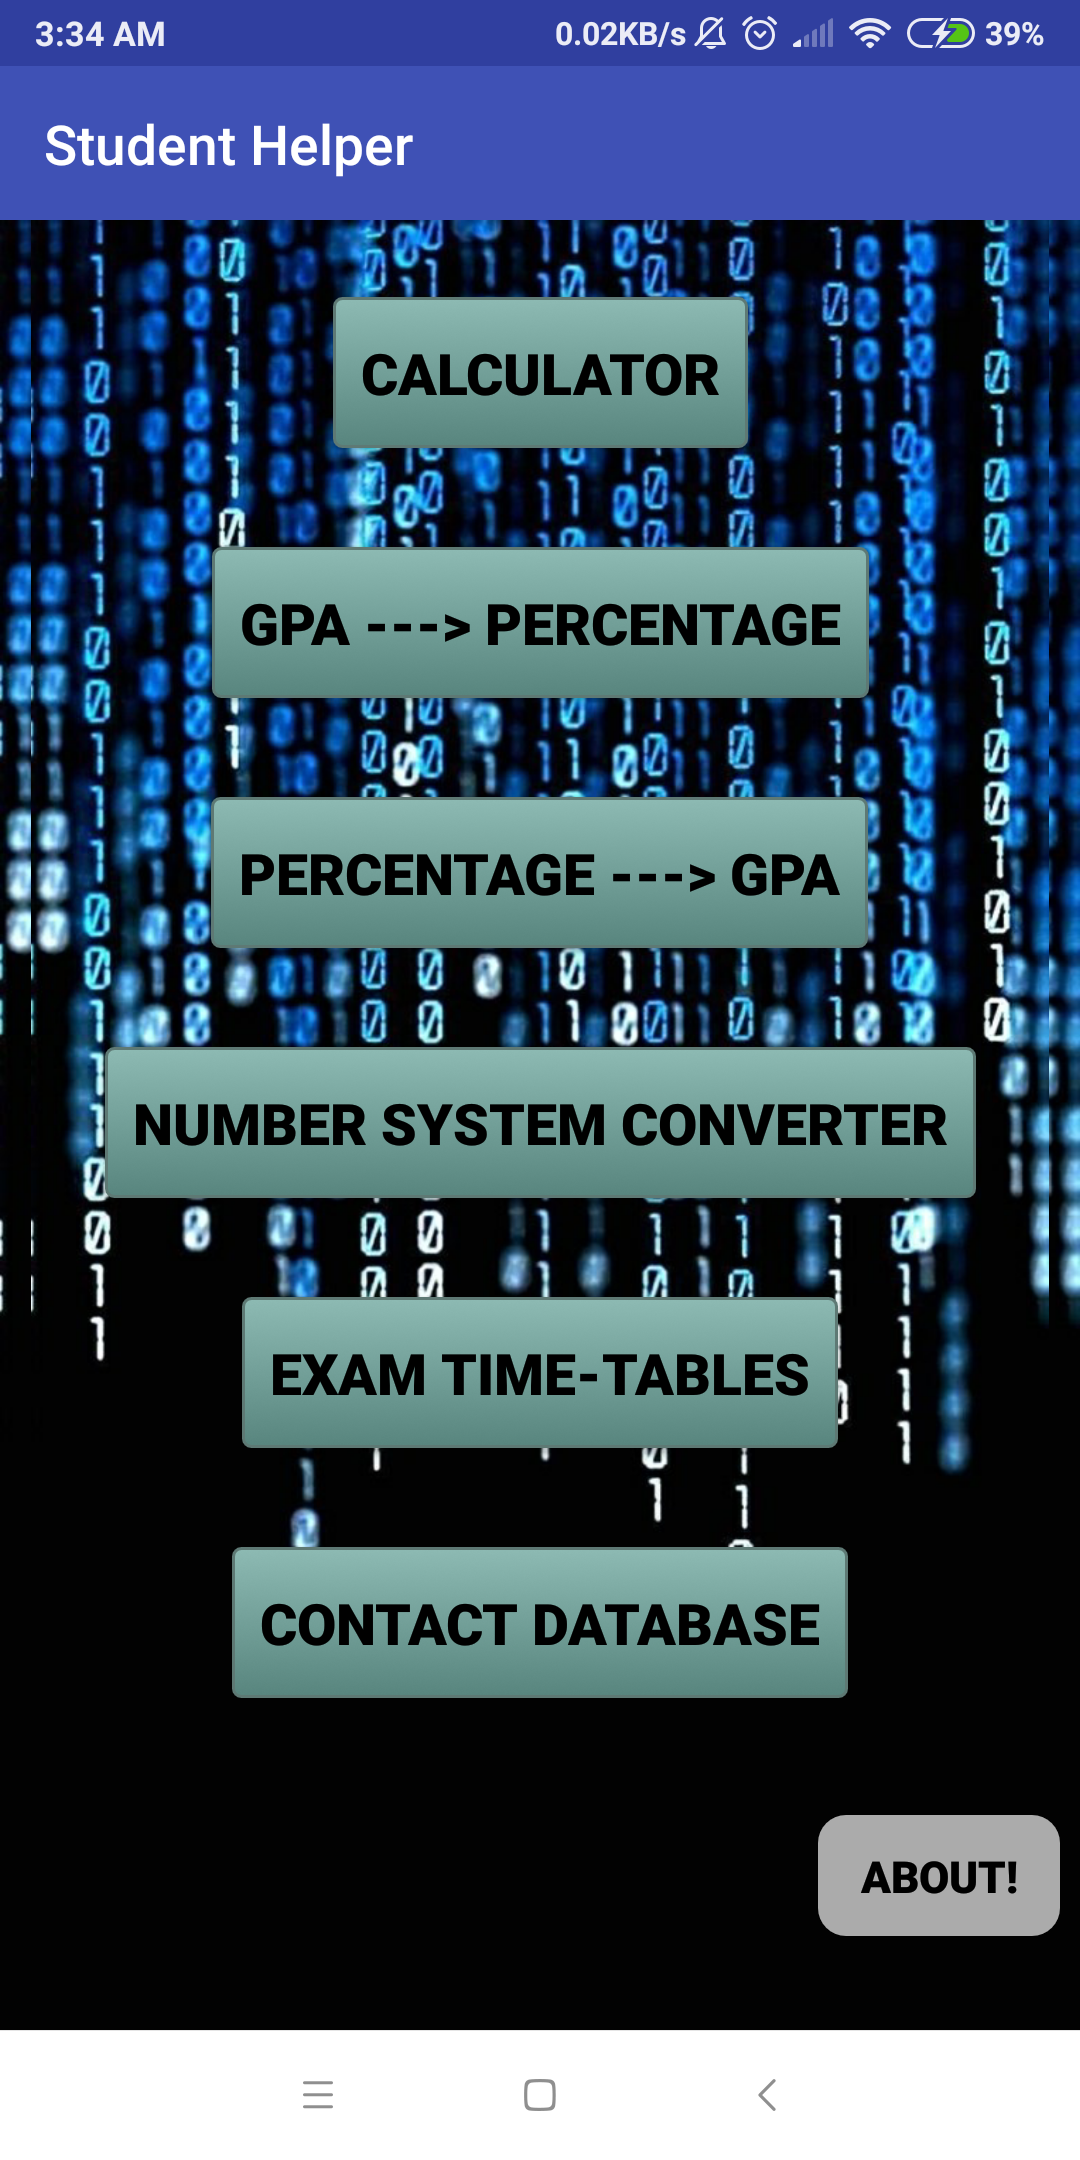 3:34 AM 0.02KB/s 39%
Student Helper
CALCULATOR
GPA ---> PERCENTAGE
PERCENTAGE ---> GPA
NUMBER SYSTEM CONVERTER
EXAM TIME-TABLES
CONTACT DATABASE
ABOUT!